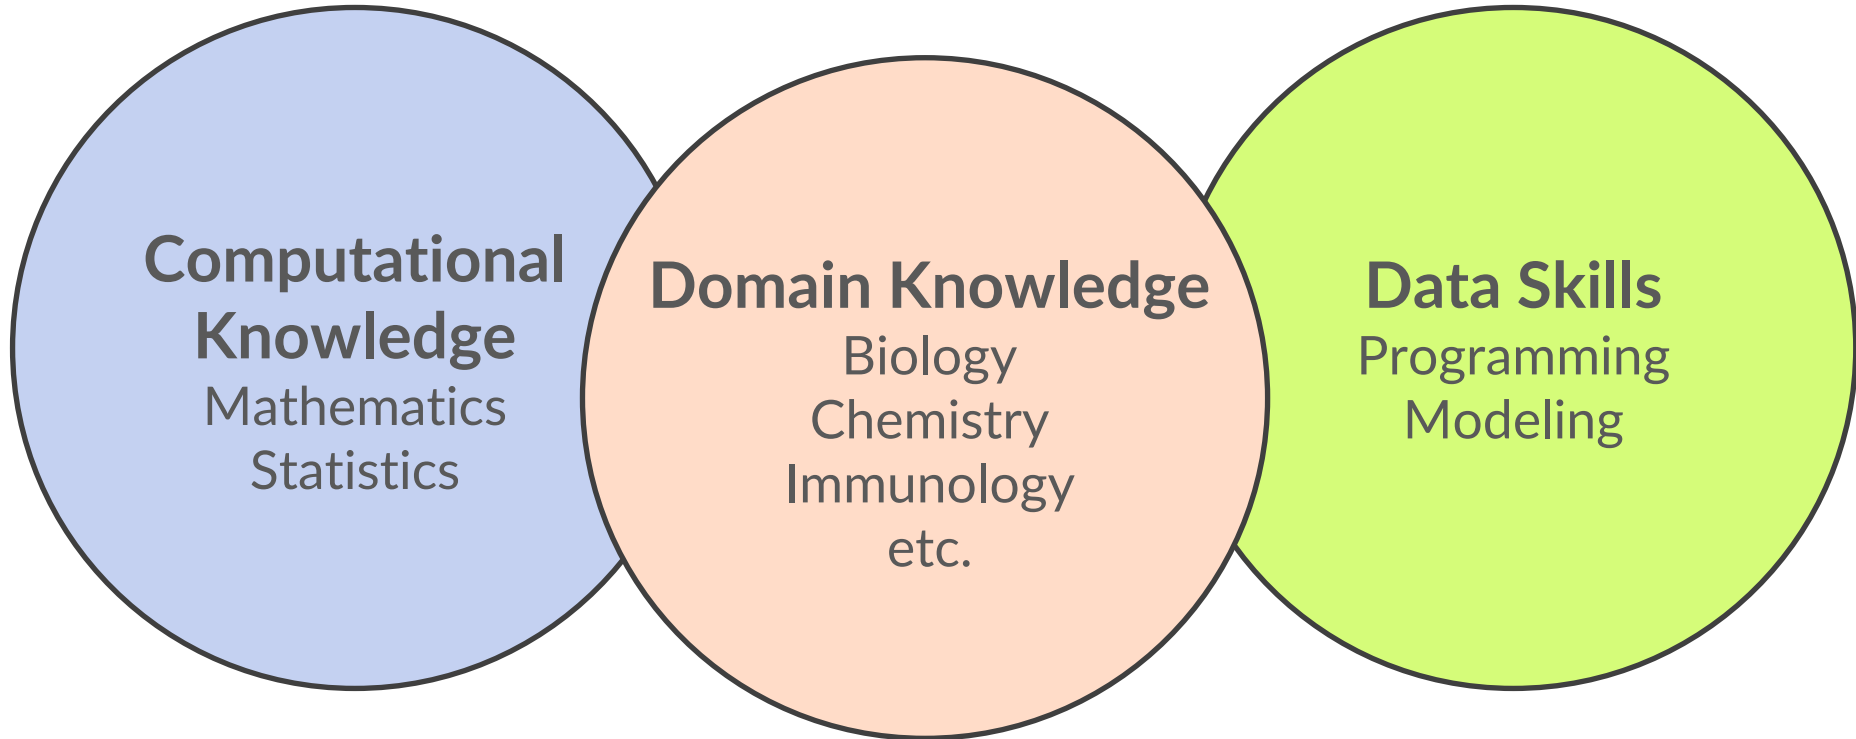 Computational
Knowledge
Mathematics
Statistics
Domain Knowledge
Biology
Chemistry
Immunology
etc.
Data Skills
Programming
Modeling